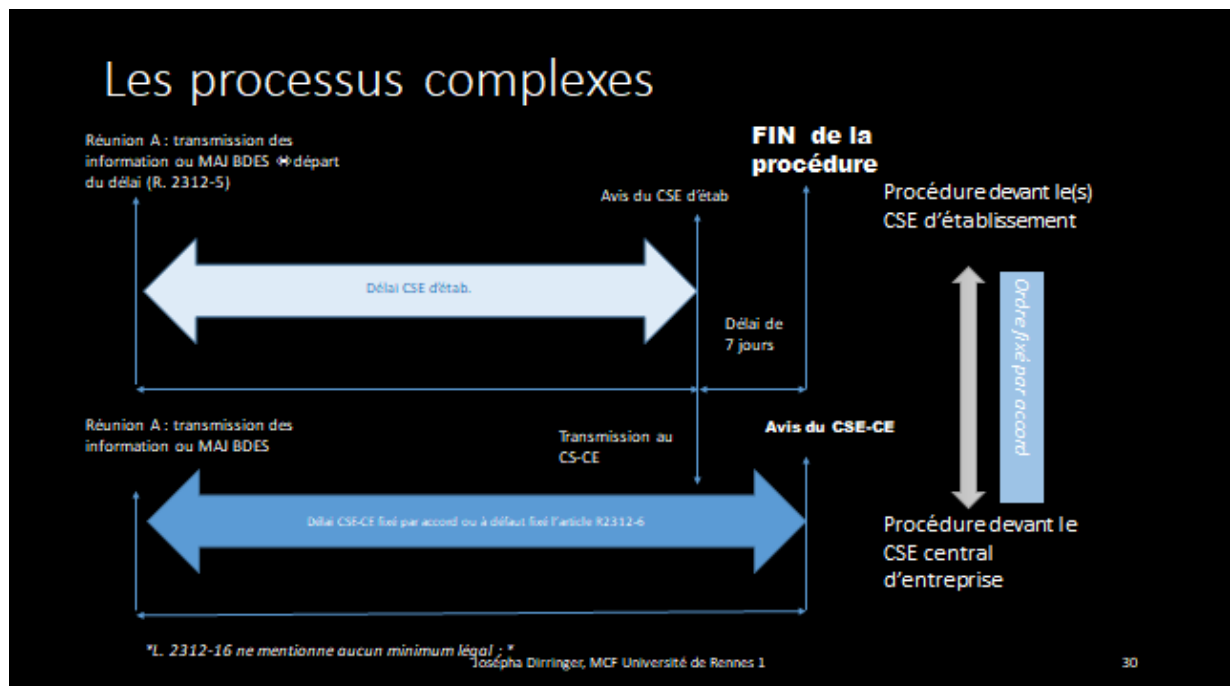 Les processus complexes
Réunion A : transmission des
information ou MAJ BDES ⇔départ
du délai (R. 2312-5)
FIN de la
procédure
Avis du CSE d'étab
Procédure devant le(s)
CSE d'établissement
Délai CSE d'étab.
Délai de
7 jours
Ordre fixé par accord
Réunion A : transmission des
information ou MAJ BDES
Transmission au
CS-CE
Avis du CSE-CE
Délai CSE-CE fixé par accord ou à défaut fixé l'article R2312-6
Procédure devant le
CSE central
d'entreprise
*L. 2312-16 ne mentionne aucun minimum légal ; *
Josépha Dirringer, MCF Université de Rennes 1
30